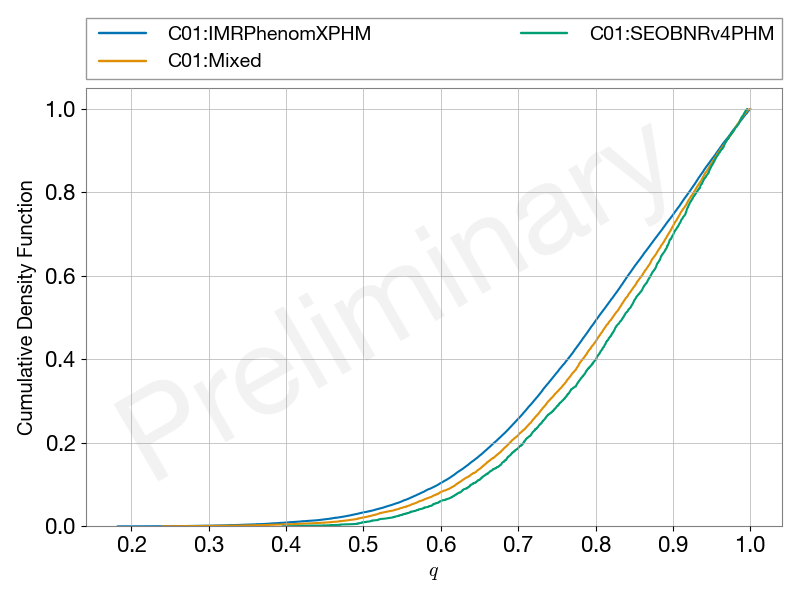 C01:IMRPhenomXPHM
C01:Mixed
C01:SEOBNRv4PHM
Preliminary
Cumulative Density Function
1.0
0.8
0.6
0.4
0.2
0.0
0.2 0.3 0.4 0.5 0.6 0.7 0.8 0.9 1.0
q